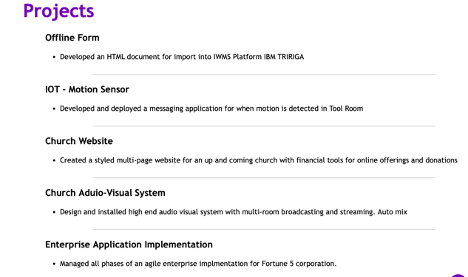 Projects
Offline Form
• Developed an HTML document for import into IWMS Platform IBM TRIRIGA
IOT - Motion Sensor
• Developed and deployed a messaging application for when motion is detected in Tool Room
Church Website
• Created a styled multi-page website for an up and coming church with financial tools for online offerings and donations
Church Aduio-Visual System
• Design and installed high end audio visual system with multi-room broadcasting and streaming. Auto mix
Enterprise Application Implementation
• Managed all phases of an agile enterprise implmentation for Fortune 5 corporation.